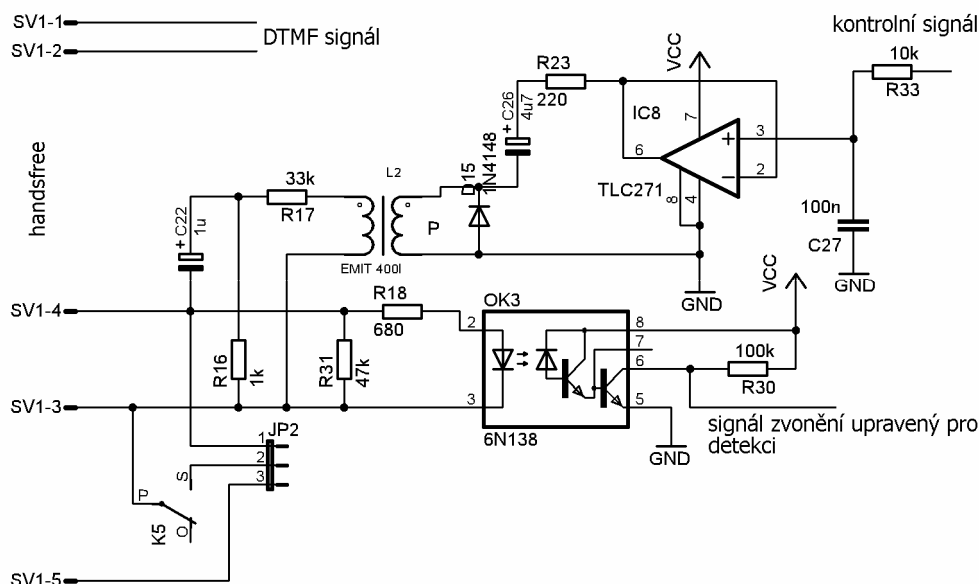 SV1-1
SV1-2
DTMF signál
kontrolní signál
10k
R33
R23
220
VCC
+ C26
4u7
IC8
7
3
+
6
2
−
TLC271
8
4
D15
1N4148
L2
33k
R17
P
100n
C27
GND
handsfree
+ C22
1u
EMIT 400I
VCC
GND
SV1-4
R18
680
OK3
2
8
7
100k
6
R30
R16
1k
R31
47k
SV1-3
3
5
6N138
GND
signál zvonění upravený pro
detekci
JP2
1
2
3
S
P
K5
O
SV1-5